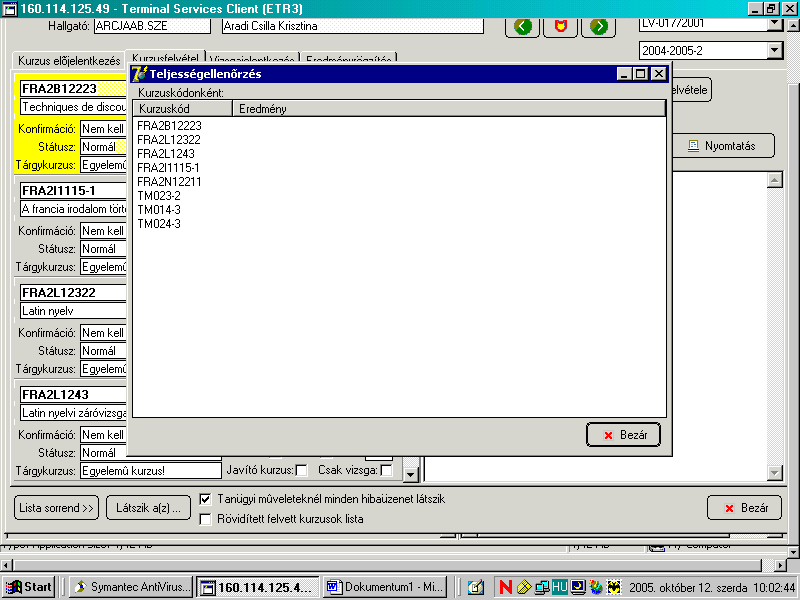 160.114.125.49 - Terminal Services Client (ETR3)
Hallgató: ARCJAAB.SZE Aradi Csilla Krisztina LV-0177/2001
2004-2005-2
Kurzus előjelentkezés Kurzusfelvétel Vizsgajelentkezés Eredményrögzítés
Teljességellenőrzés
Kurzuskódonként:
Kurzuskód Eredmény
FRA2B12223
FRA2L12322
FRA2L1243
FRA2I1115-1
FRA2N12211
TM023-2
TM014-3
TM024-3
Bezár
FRA2B12223
Techniques de discou
Konfirmáció: Nem kell
Státusz: Normál
Tárgykurzus: Egyelemű
FRA2I1115-1
A francia irodalom törté
Konfirmáció: Nem kell
Státusz: Normál
Tárgykurzus: Egyelemű
FRA2L12322
Latin nyelv
Konfirmáció: Nem kell
Státusz: Normál
Tárgykurzus: Egyelemű
FRA2L1243
Latin nyelvi záróvizsga
Konfirmáció: Nem kell
Státusz: Normál
Tárgykurzus: Egyelemű kurzus! Javító kurzus: Csak vizsga:
elvétele
Nyomtatás
Lista sorrend >> Látszik a(z) ... Tanügyi műveleteknél minden hibaüzenet látszik
Rövidített felvett kurzusok lista
Bezár
Start Symantec AntiVirus... 160.114.125.4... Dokumentum1 - Mi... HU 2005. október 12. szerda 10:02:44